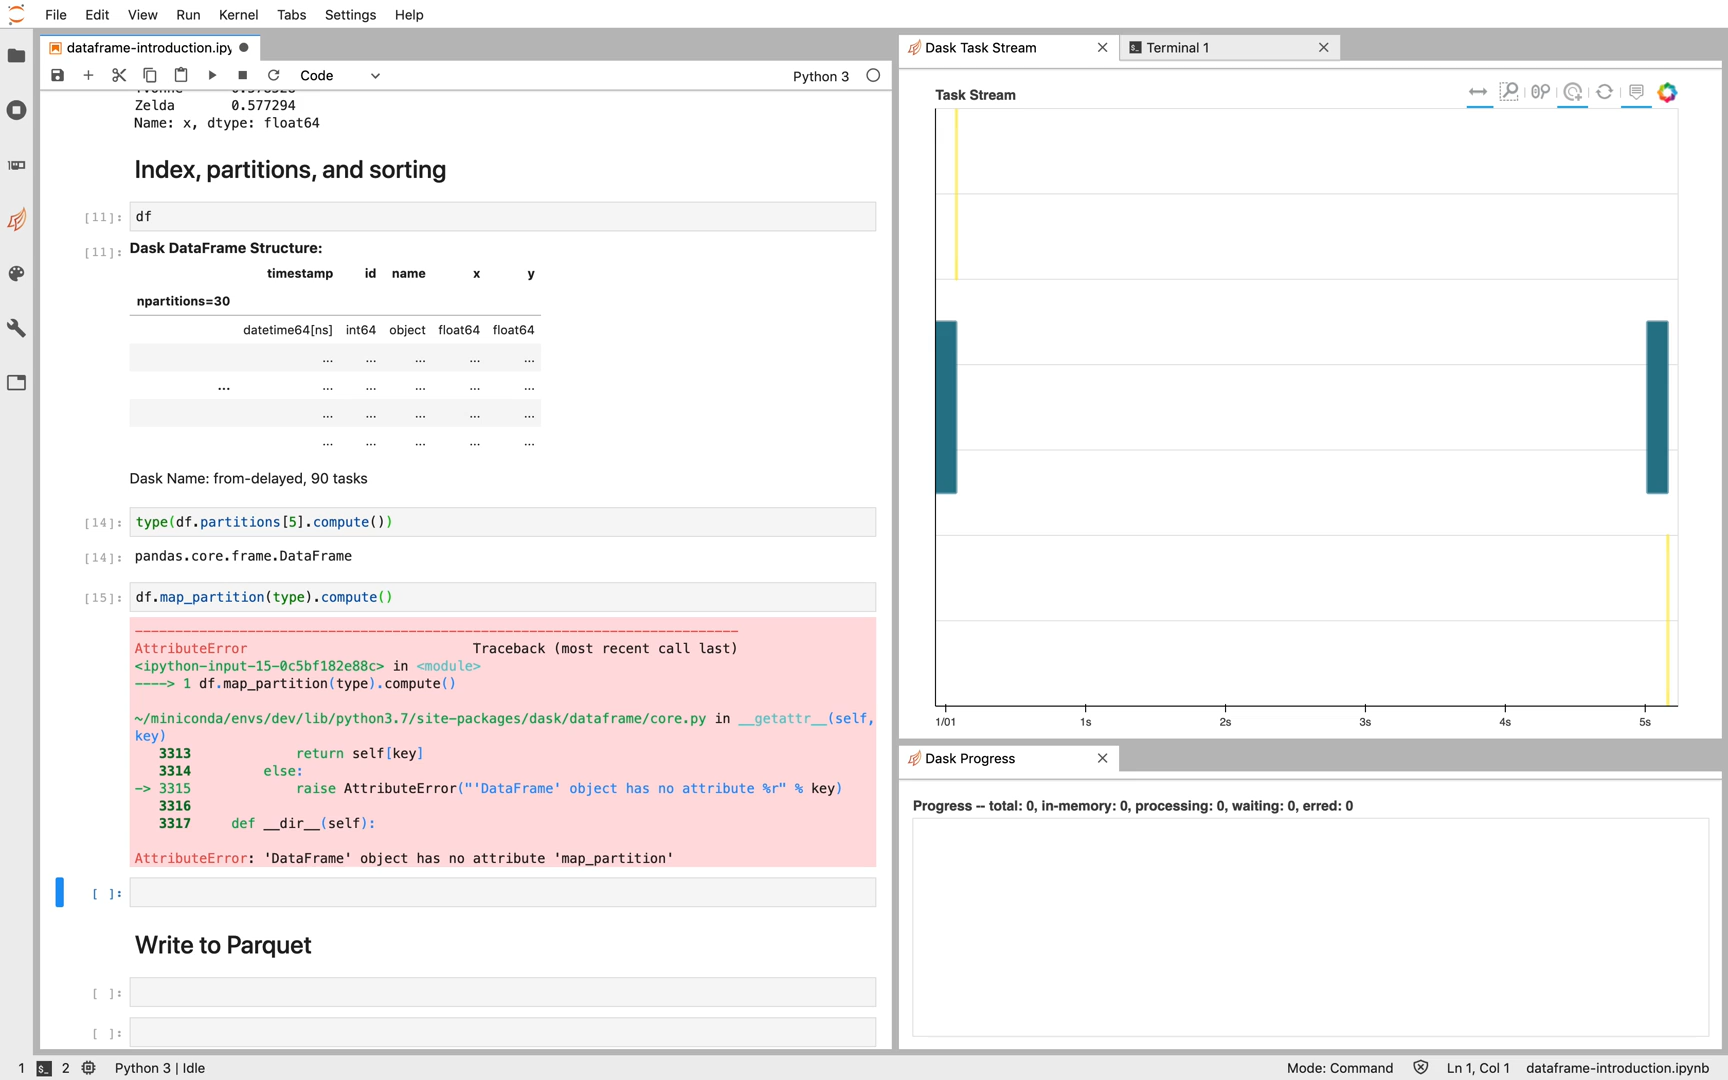 File Edit View Run Kernel Tabs Settings Help
dataframe-introduction.ipy
Code
Python 3
Zelda 0.577294
Name: x, dtype: float64
Index, partitions, and sorting
[11]: df
[11]: Dask DataFrame Structure:
timestamp id name x y
npartitions=30
datetime64[ns] int64 object float64 float64
... ... ... ... ...
... ... ... ... ... ...
... ... ... ... ...
... ... ... ... ...
Dask Name: from-delayed, 90 tasks
[14]: type(df.partitions[5].compute())
[14]: pandas.core.frame.DataFrame
[15]: df.map_partition(type).compute()
---------------------------------------------------------------------------
AttributeError Traceback (most recent call last)
<ipython-input-15-0c5bf182e88c> in <module>
----> 1 df.map_partition(type).compute()
~/miniconda/envs/dev/lib/python3.7/site-packages/dask/dataframe/core.py in __getattr__(self,
key)
3313 return self[key]
3314 else:
-> 3315 raise AttributeError("'DataFrame' object has no attribute %r" % key)
3316
3317 def __dir__(self):
AttributeError: 'DataFrame' object has no attribute 'map_partition'
[ ]:
Write to Parquet
[ ]:
[ ]:
Dask Task Stream
Terminal 1
Task Stream
1/01 1s 2s 3s 4s 5s
Dask Progress
Progress -- total: 0, in-memory: 0, processing: 0, waiting: 0, erred: 0
1 2 Python 3 | Idle
Mode: Command Ln 1, Col 1 dataframe-introduction.ipynb